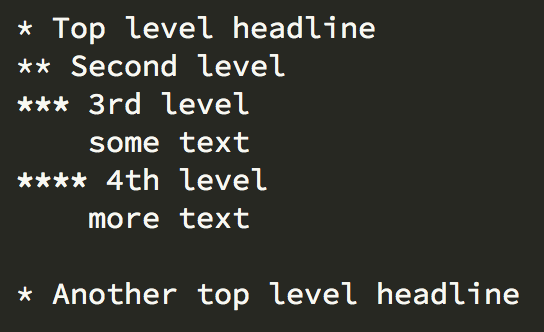 * Top level headline
** Second level
*** 3rd level
    some text
**** 4th level
    more text

* Another top level headline